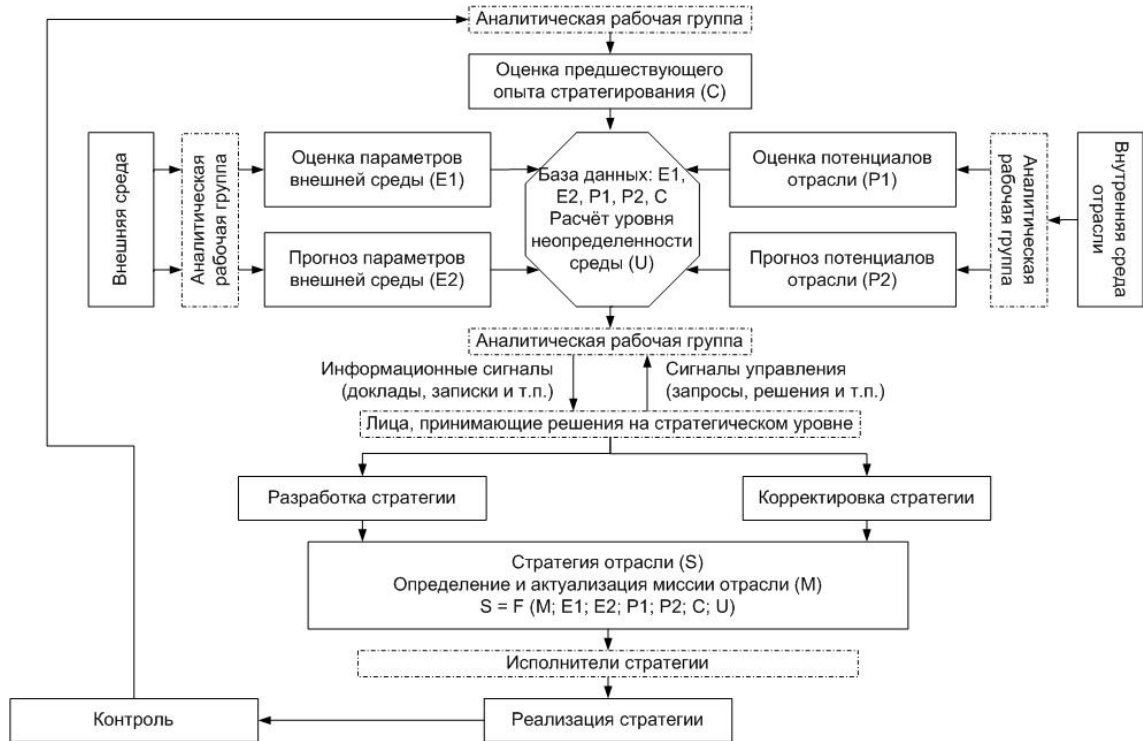 Аналитическая рабочая группа
Оценка предшествующего
опыта стратегирования (С)
Внешняя среда
Аналитическая
рабочая группа
Оценка параметров
внешней среды (Е1)
Прогноз параметров
внешней среды (Е2)
База данных: Е1,
Е2, Р1, Р2, С
Расчёт уровня
неопределенности
среды (U)
Оценка потенциалов
отрасли (Р1)
Прогноз потенциалов
отрасли (Р2)
Аналитическая
рабочая группа
Внутренняя среда
отрасли
Аналитическая рабочая группа
Информационные сигналы
(доклады, записки и т.п.)
Сигналы управления
(запросы, решения и т.п.)
Лица, принимающие решения на стратегическом уровне
Разработка стратегии
Корректировка стратегии
Стратегия отрасли (S)
Определение и актуализация миссии отрасли (М)
S = F (M; E1; E2; P1; P2; C; U)
Исполнители стратегии
Контроль
Реализация стратегии